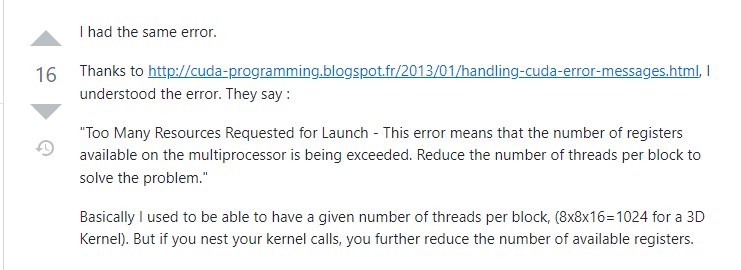 I had the same error.
16
Thanks to http://cuda-programming.blogspot.fr/2013/01/handling-cuda-error-messages.html, I
understood the error. They say :
"Too Many Resources Requested for Launch - This error means that the number of registers
available on the multiprocessor is being exceeded. Reduce the number of threads per block to
solve the problem."
Basically I used to be able to have a given number of threads per block, (8x8x16=1024 for a 3D
Kernel). But if you nest your kernel calls, you further reduce the number of available registers.